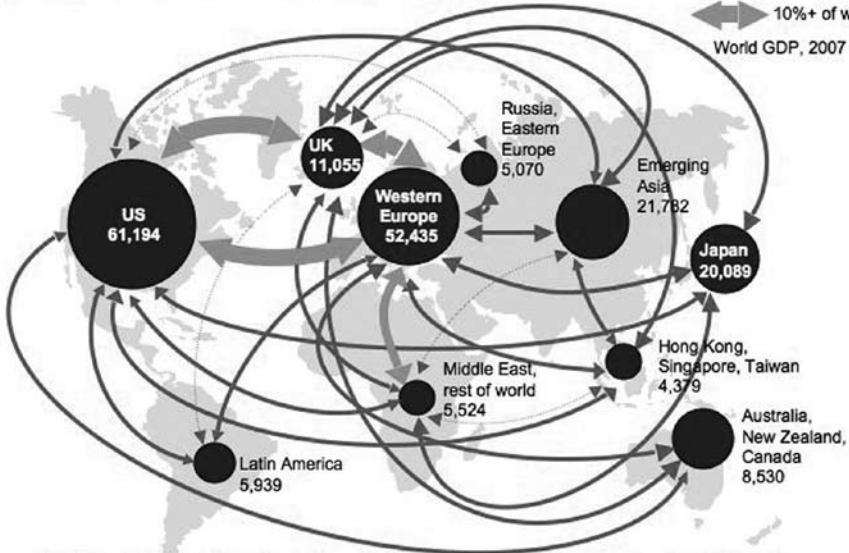 10%+ of w
World GDP, 2007
Russia,
Eastern
Europe
5,070
UK
11,055
Emerging
Asia
21,782
Western
Europe
52,435
US
61,194
Japan
20,089
Hong Kong,
Singapore, Taiwan
4,379
Middle East,
rest of world
5,524
Australia,
New Zealand,
Canada
8,530
Latin America
5,939